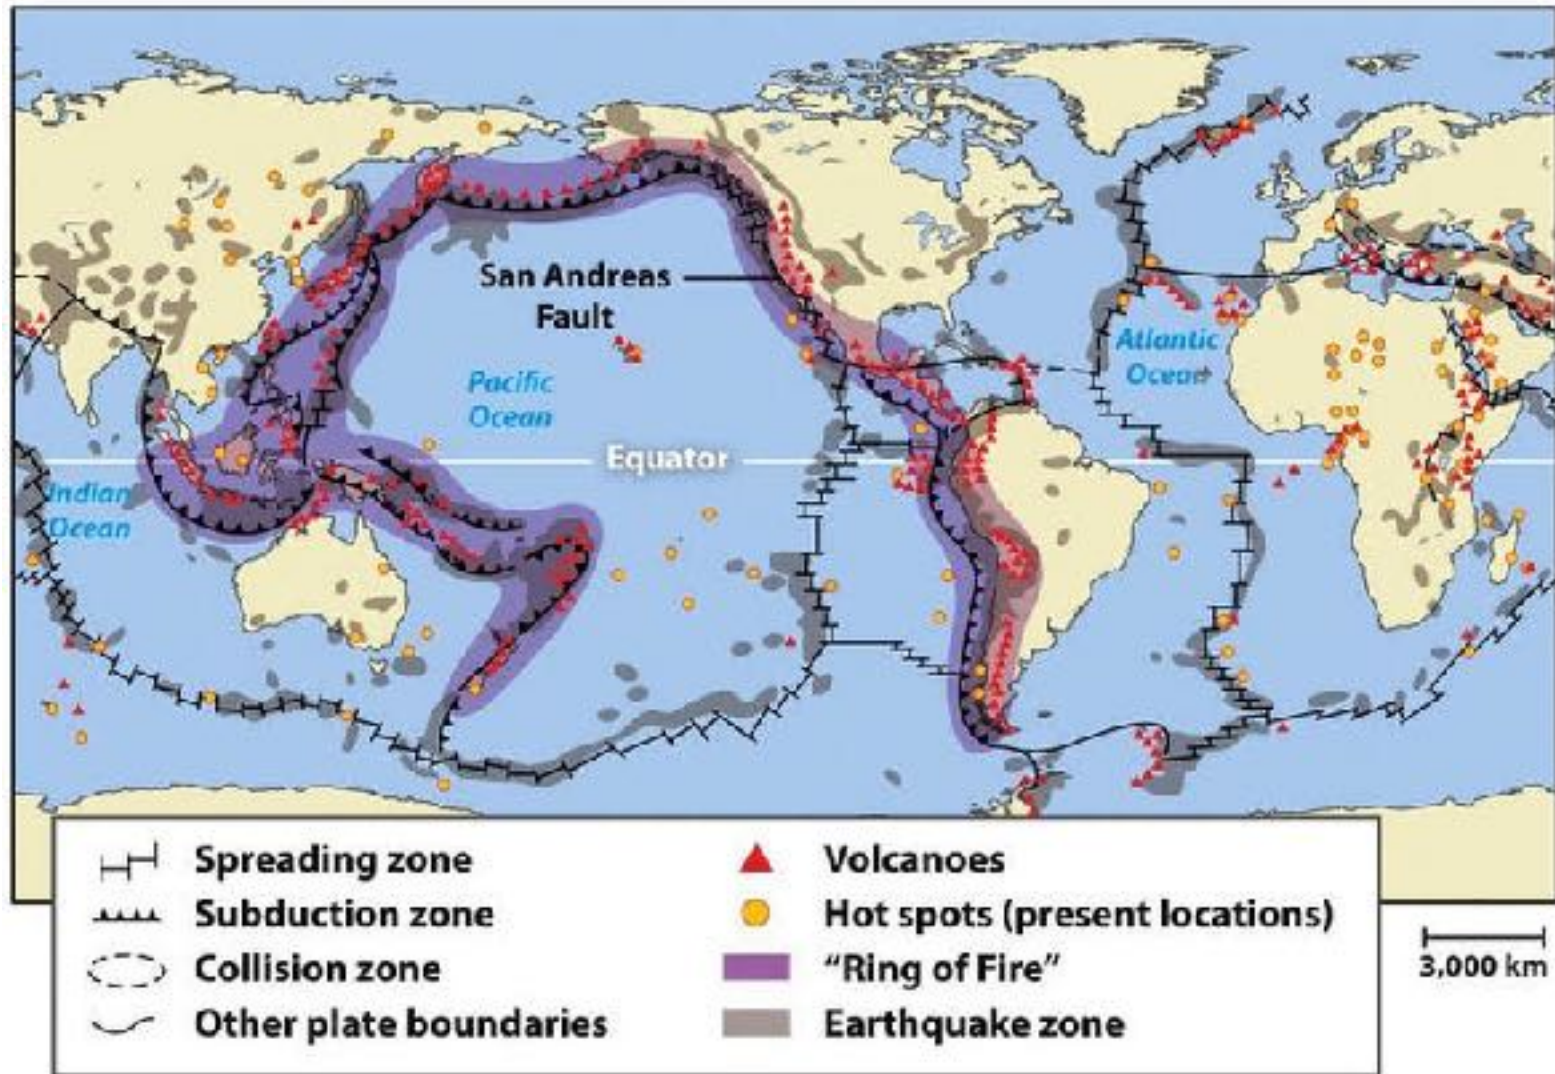 San Andreas
Fault
Pacific
Ocean
Atlantic
Ocean
Equator
Indian
Ocean
Spreading zone
Subduction zone
Collision zone
Other plate boundaries
Volcanoes
Hot spots (present locations)
“Ring of Fire”
Earthquake zone
3,000 km